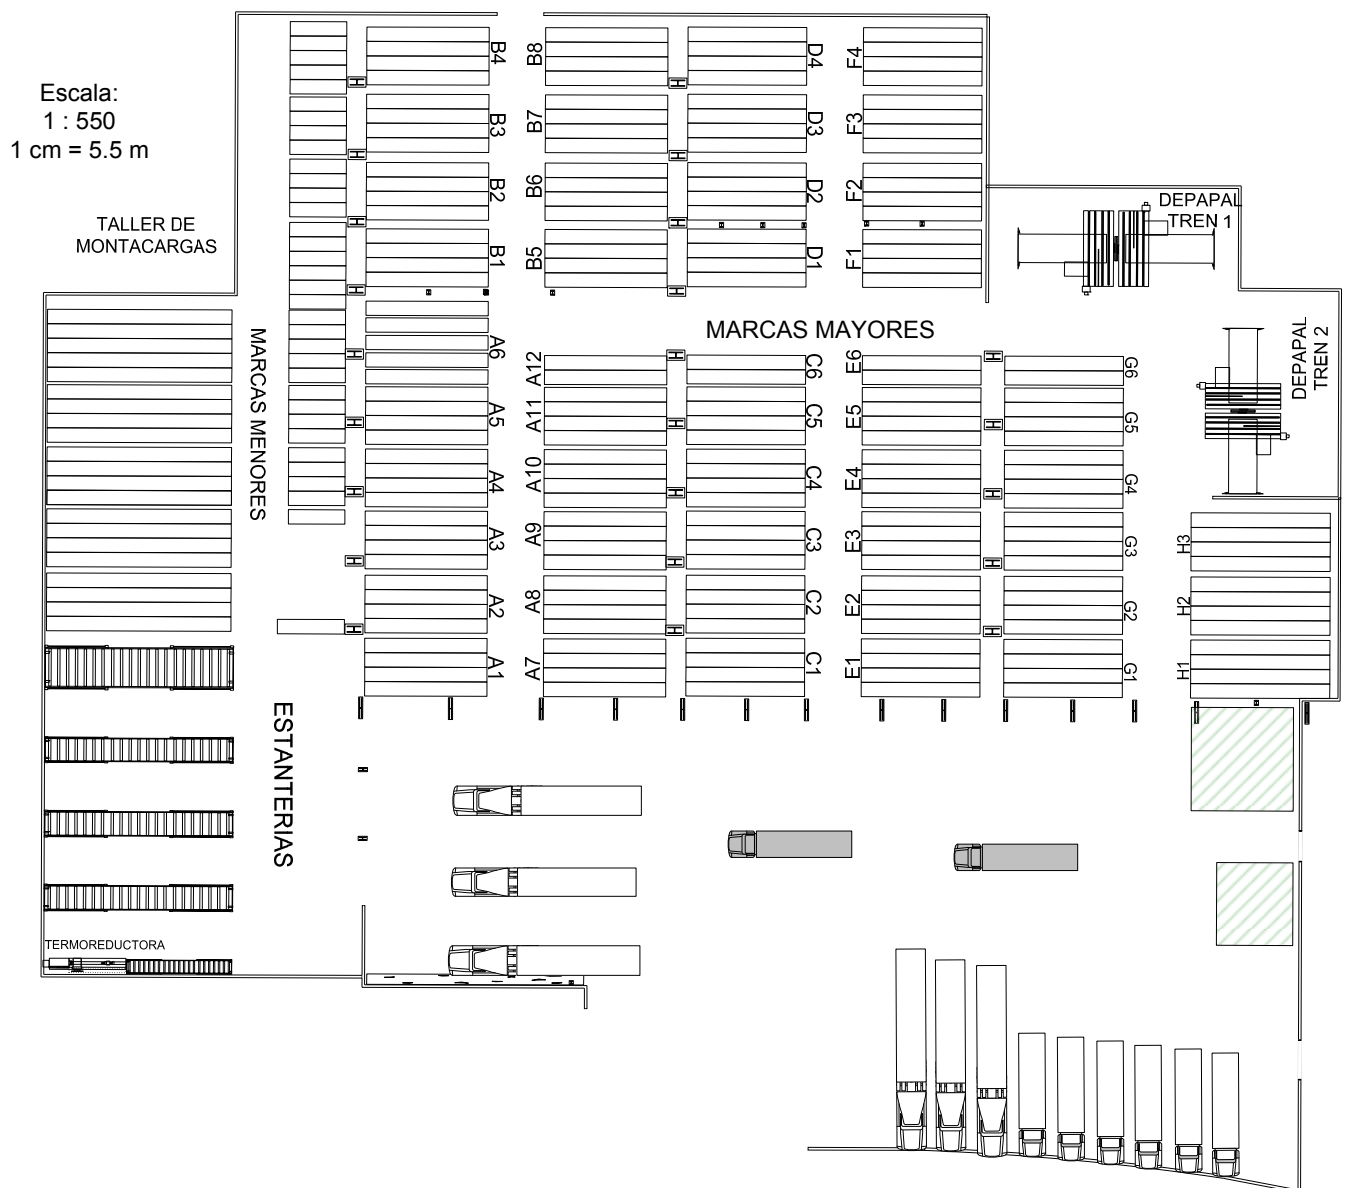 Escala:
1 : 550
1 cm = 5.5 m
TALLER DE
MONTACARGAS
B4
B8
D4
F4
B3
B7
D3
F3
B2
B6
D2
F2
B1
B5
D1
F1
DEPAPAL
TREN 1
DEPAPAL
TREN 2
MARCAS MAYORES
MARCAS MENORES
A6
A12
C6
E6
G6
A5
A11
C5
E5
G5
A4
A10
C4
E4
G4
A3
A9
C3
E3
G3
H3
A2
A8
C2
E2
G2
H2
A1
A7
C1
E1
G1
H1
ESTANTERIAS
TERMOREDUCTORA